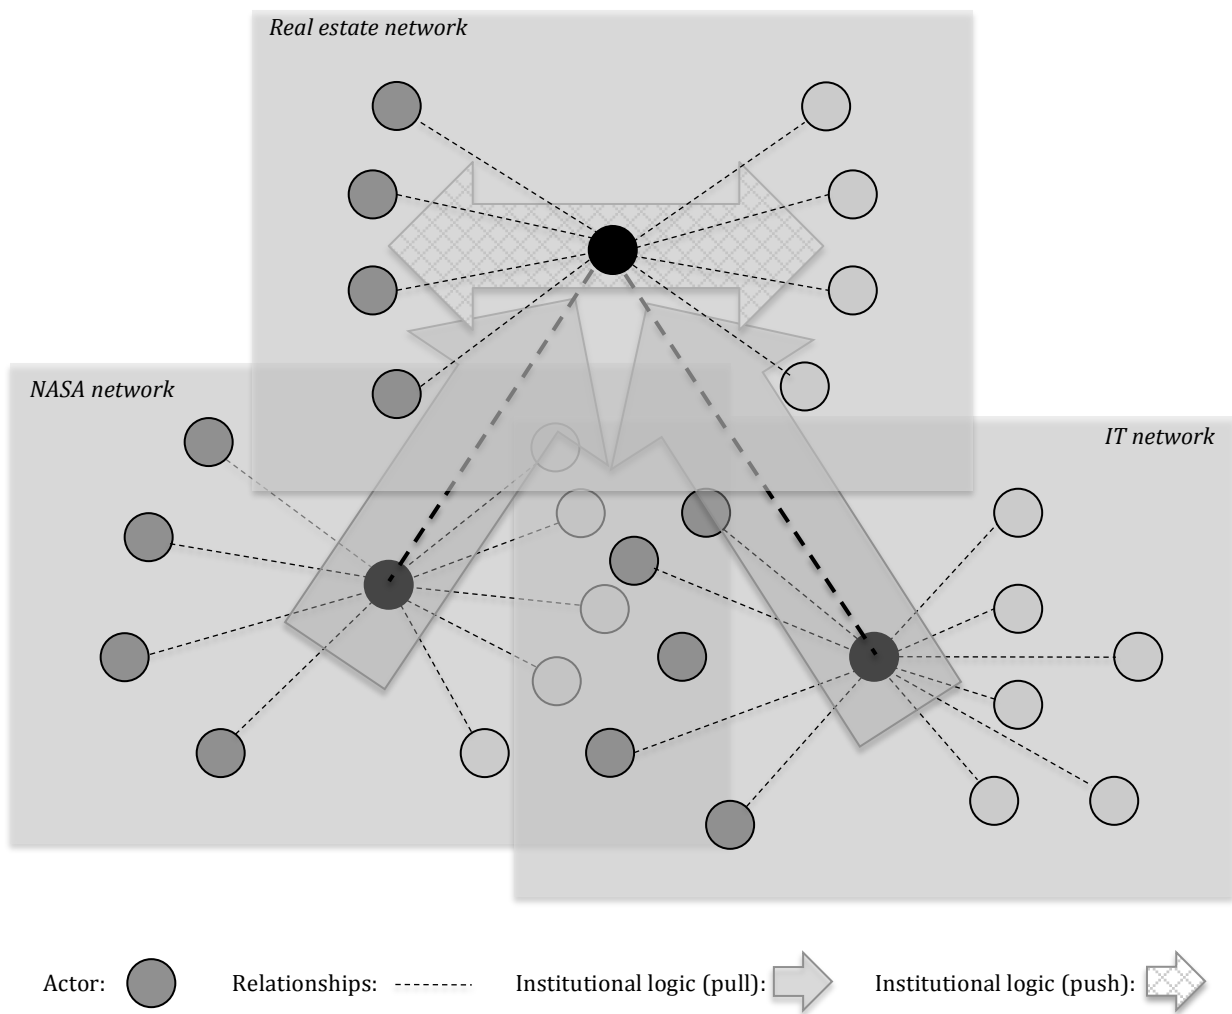 Real estate network
NASA network
IT network
Actor:
Relationships:
Institutional logic (pull):
Institutional logic (push):